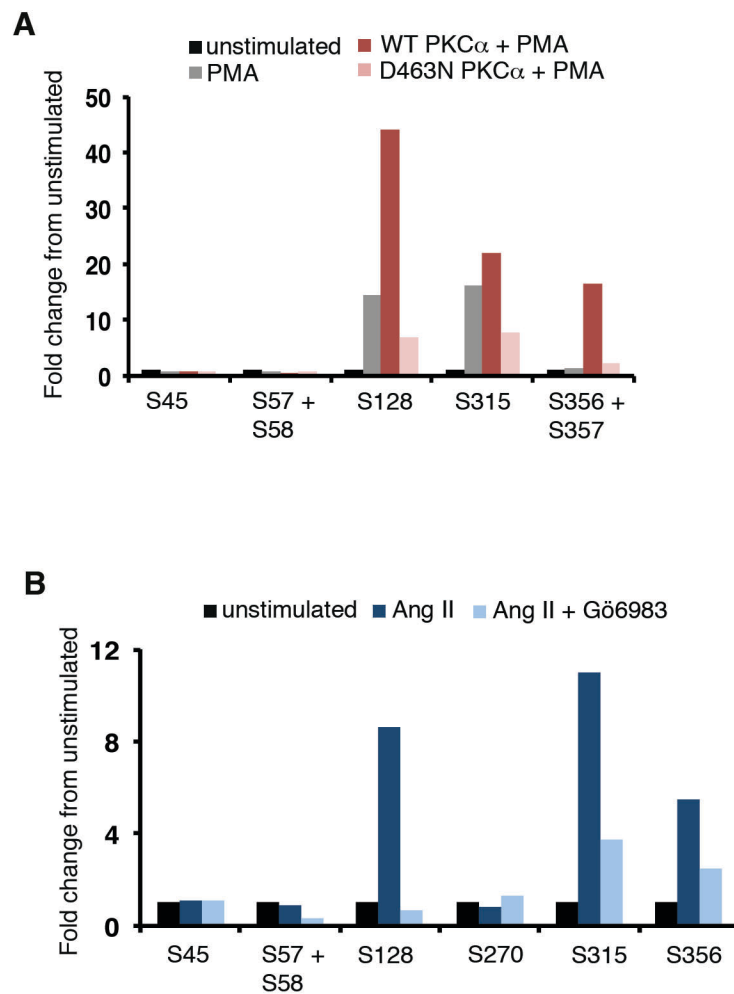 A
unstimulated WT PKCα + PMA
PMA D463N PKCα + PMA
Fold change from unstimulated
50
40
30
20
10
0
S45 S57 + S128 S315 S356 +
S58 S357
B
unstimulated Ang II Ang II + Gö6983
Fold change from unstimulated
12
8
4
0
S45 S57 + S128 S270 S315 S356
S58